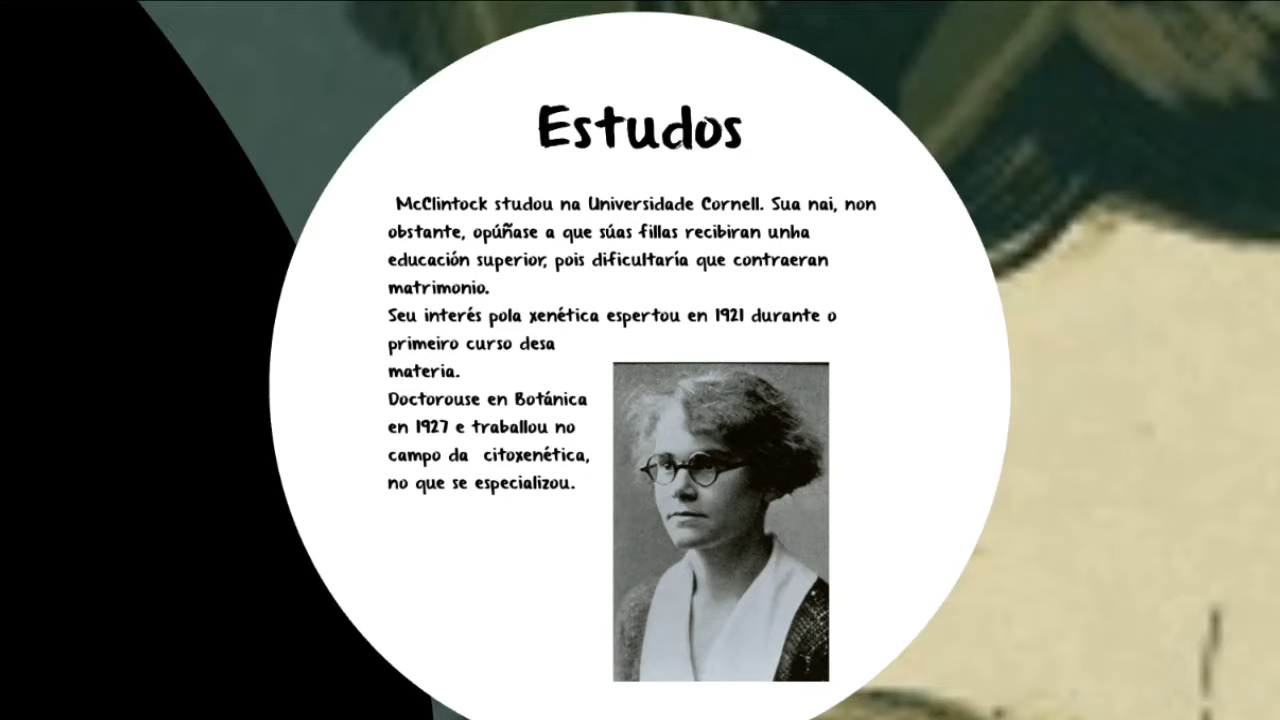 Estudos
McClintock studou na Universidade Cornell. Sua nai, non
obstante, opúñase a que súas fillas recibiran unha
educación superior, pois dificultaría que contraeran
matrimonio.
Seu interés pola xenética espertou en 1921 durante o
primeiro curso desa
materia.
Doctorouse en Botánica
en 1927 e traballou no
campo da citoxenética,
no que se especializou.